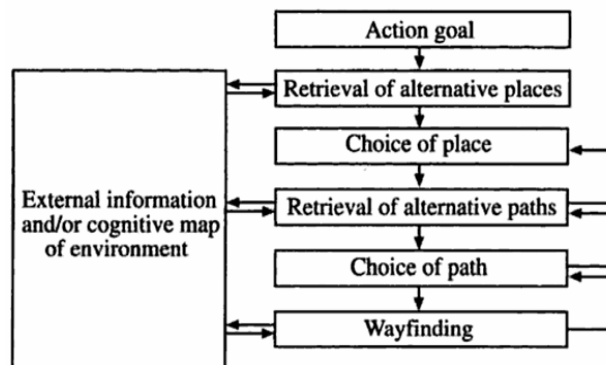 Action goal
Retrieval of alternative places
Choice of place
External information
and/or cognitive map
of environment
Retrieval of alternative paths
Choice of path
Wayfinding